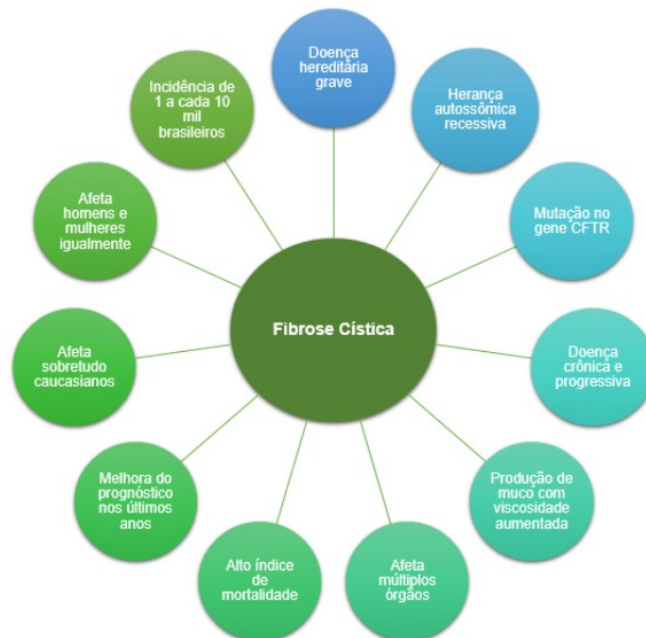 Doença
hereditária
grave
Herança
autossômica
recessiva
Mutação no
gene CFTR
Doença
crônica e
progressiva
Produção de
muco com
viscosidade
aumentada
Afeta
múltiplos
órgãos
Alto índice
de
mortalidade
Melhora do
prognóstico
nos últimos
anos
Afeta
sobretudo
caucasianos
Afeta
homens e
mulheres
igualmente
Incidência de
1 a cada 10
mil
brasileiros
Fibrose Cística